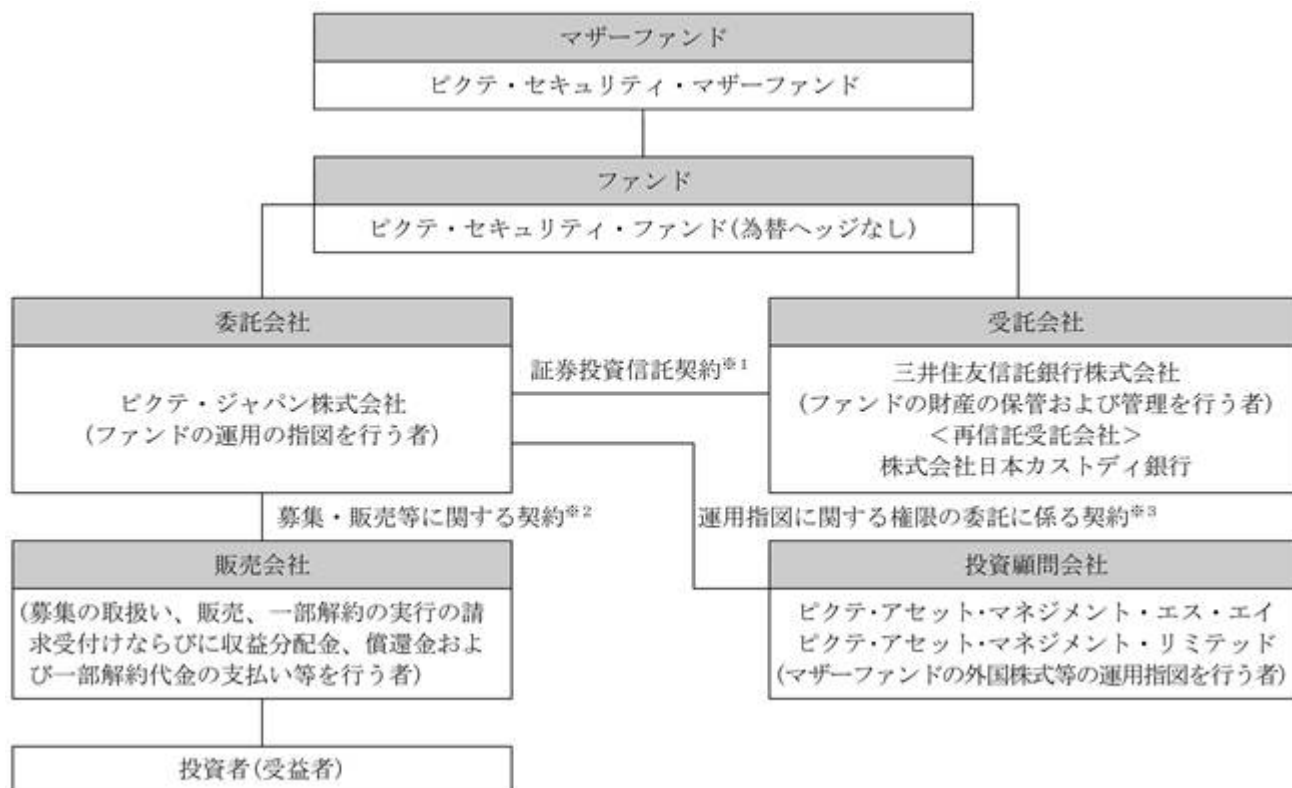 マザーファンド
ピクテ・セキュリティ・マザーファンド
ファンド
ピクテ・セキュリティ・ファンド(為替ヘッジなし)
委託会社
ピクテ・ジャパン株式会社
(ファンドの運用の指図を行う者)
証券投資信託契約※1
受託会社
三井住友信託銀行株式会社
(ファンドの財産の保管および管理を行う者)
＜再信託受託会社＞
株式会社日本カストディ銀行
募集・販売等に関する契約※2
運用指図に関する権限の委託に係る契約※3
販売会社
(募集の取扱い、販売、一部解約の実行の請
求受付けならびに収益分配金、償還金およ
び一部解約代金の支払い等を行う者)
投資顧問会社
ピクテ・アセット・マネジメント・エス・エイ
ピクテ・アセット・マネジメント・リミテッド
(マザーファンドの外国株式等の運用指図を行う者)
投資者(受益者)